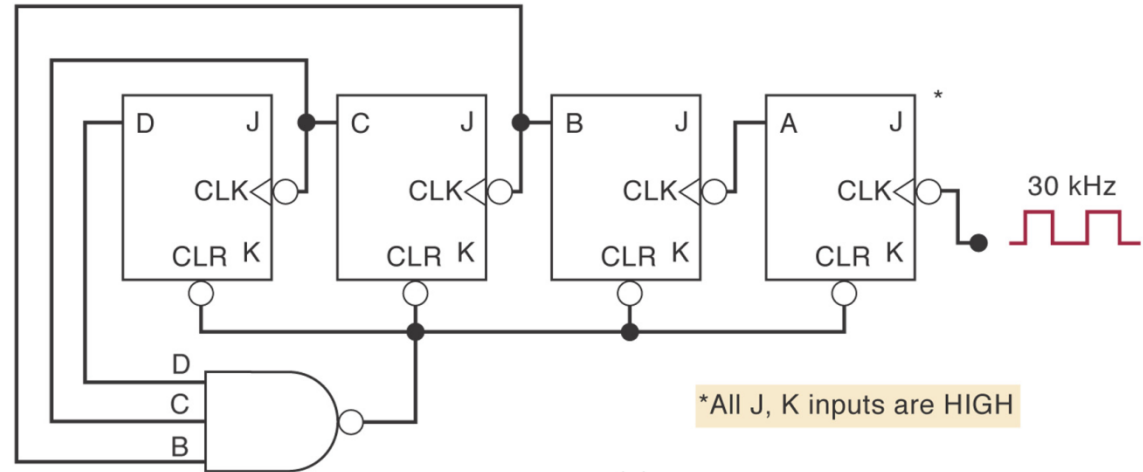 *
D J
CLK
CLR K
C J
CLK
CLR K
B J
CLK
CLR K
A J
CLK
CLR K
30 kHz
D
C
B
*All J, K inputs are HIGH